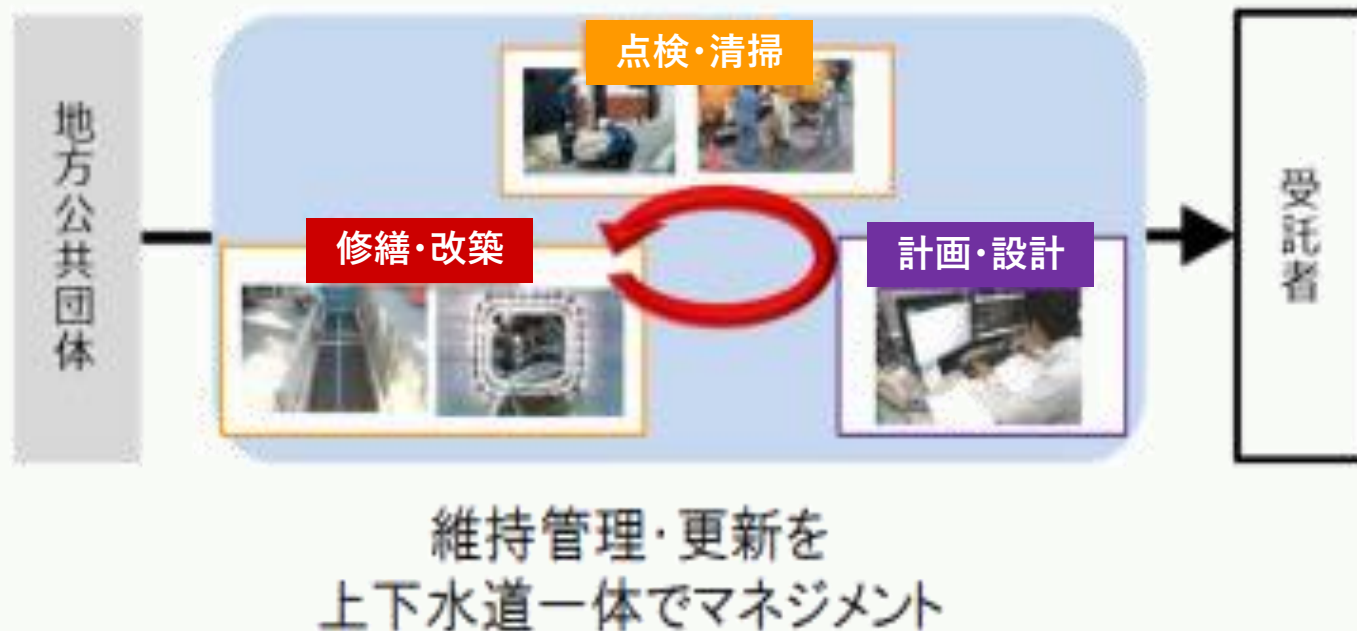 地方公共団体
点検・清掃
修繕・改築
計画・設計
受託者
維持管理・更新を
上下水道一体でマネジメント